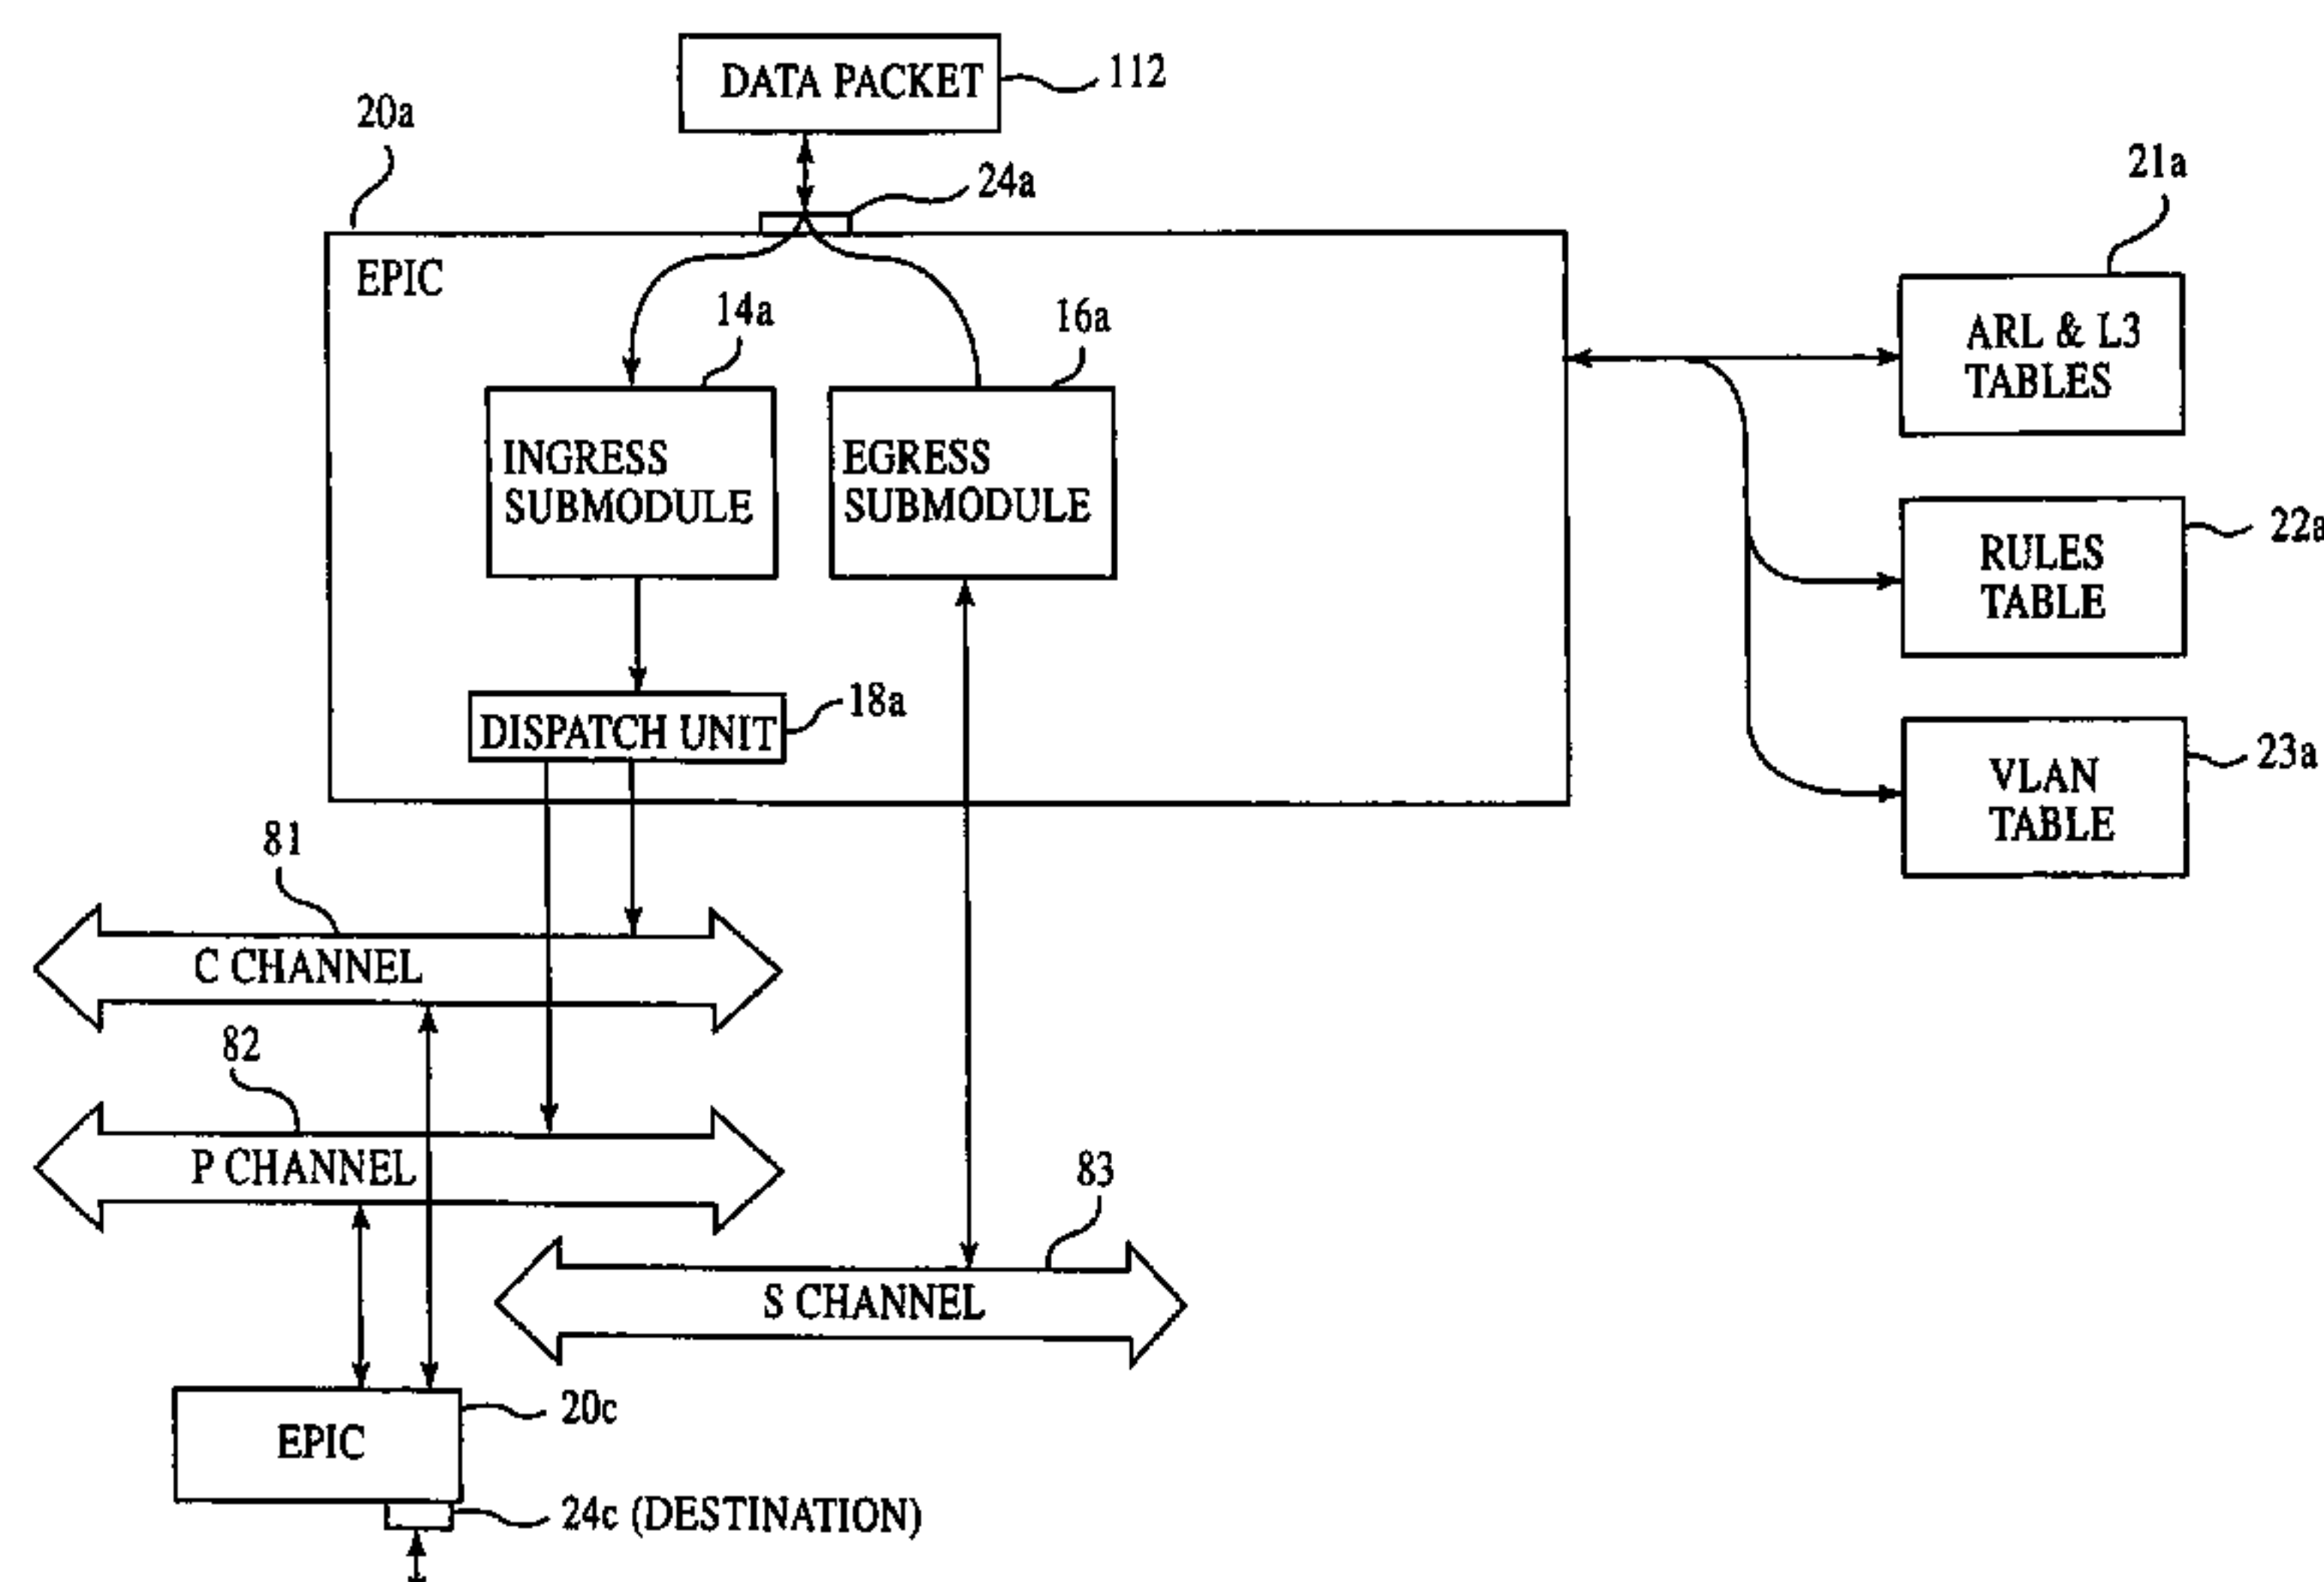 DATA PACKET
112
20a
24a
21a
EPIC
14a
16a
ARL & L3
TABLES
INGRESS
SUBMODULE
EGRESS
SUBMODULE
22a
RULES
TABLE
18a
DISPATCH UNIT
23a
VLAN
TABLE
81
C CHANNEL
82
P CHANNEL
83
S CHANNEL
20c
EPIC
24c (DESTINATION)